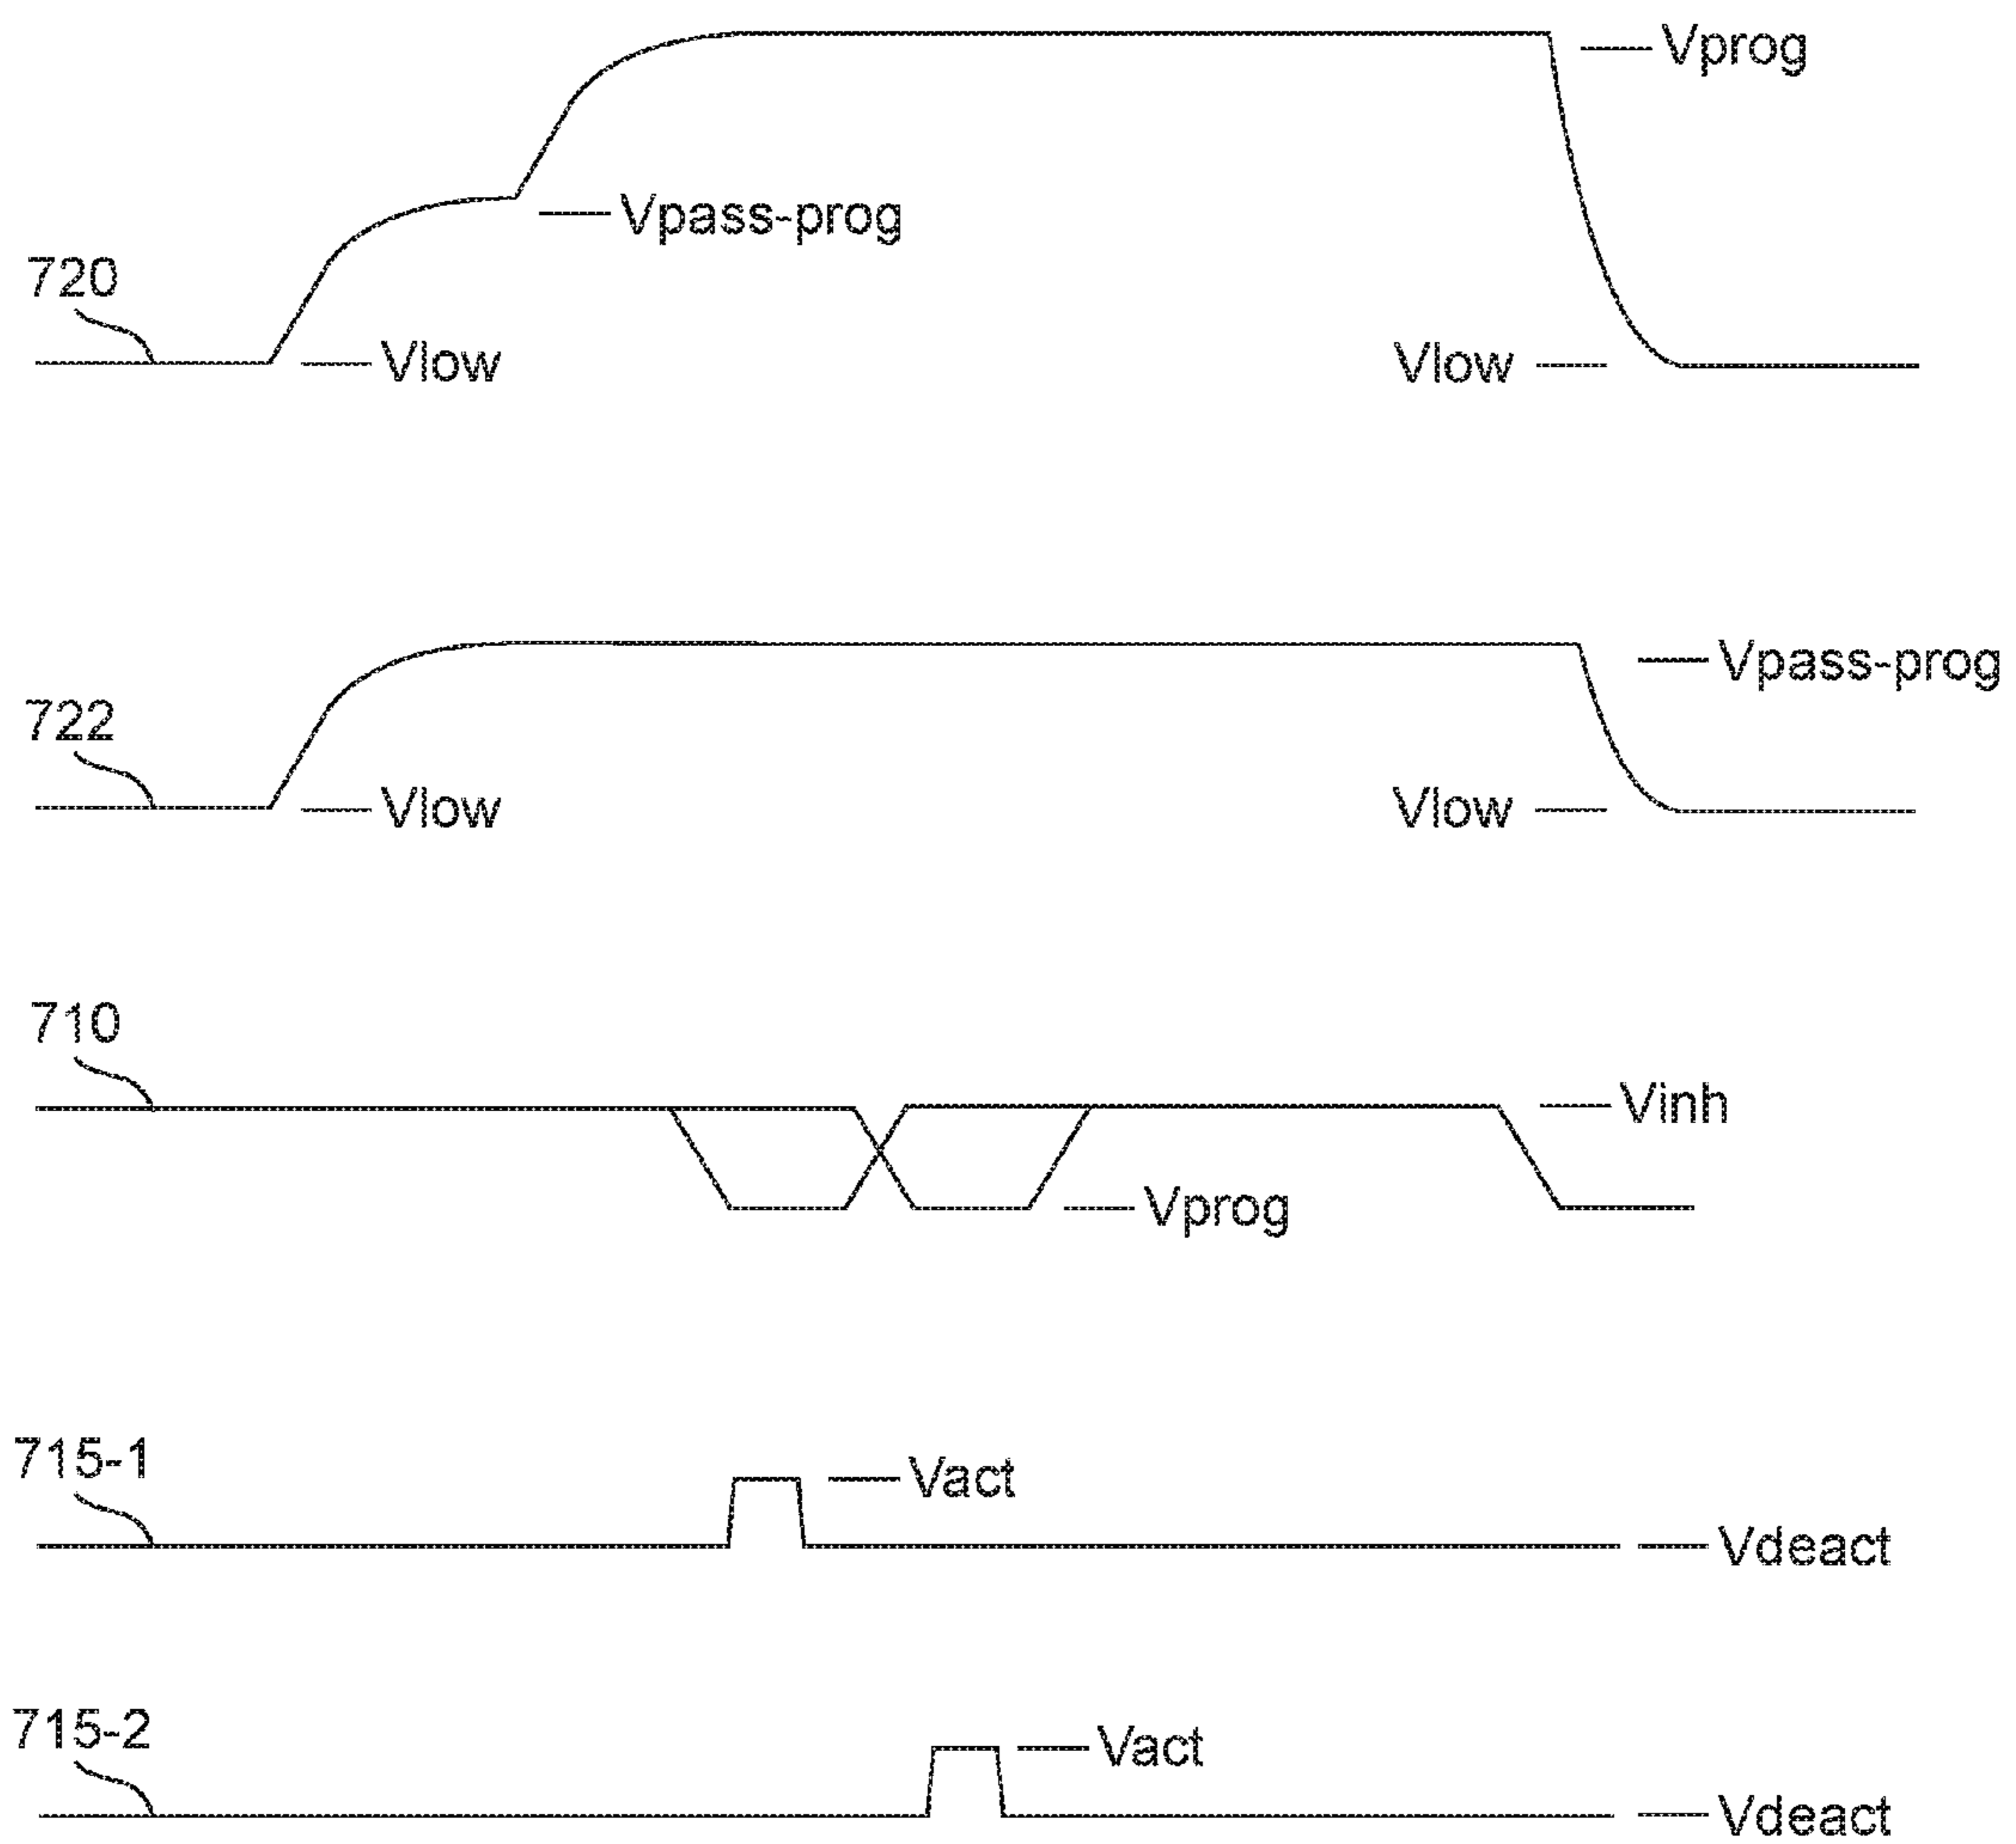 Vprog
Vpass-prog
720
Vlow
Vlow
Vpass-prog
722
Vlow
Vlow
710
Vinh
Vprog
715-1
Vact
Vdeact
715-2
Vact
Vdeact